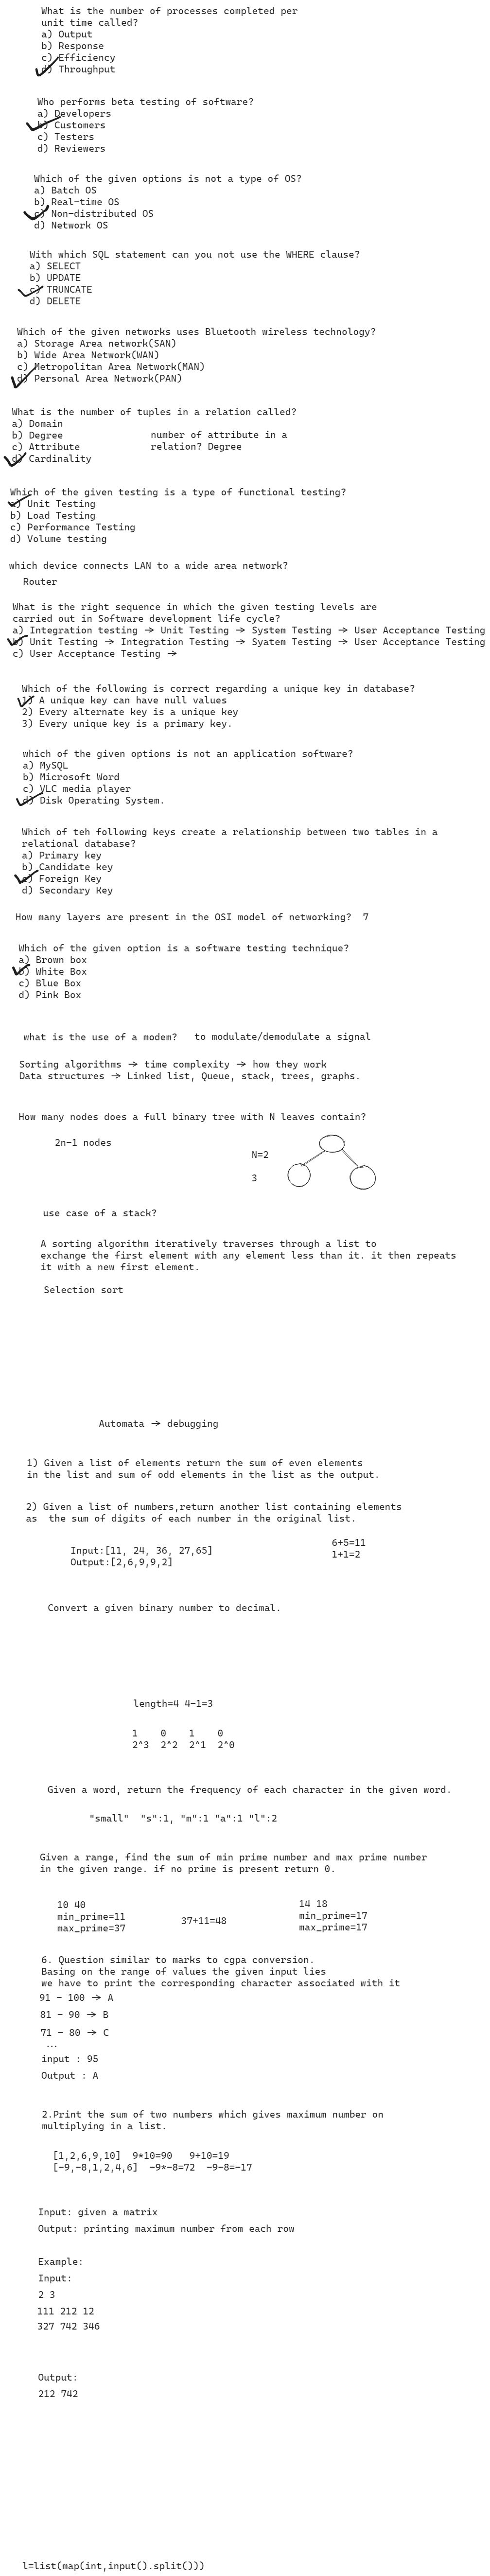 What is the number of processes completed per
unit time called?
a) Output
b) Response
c) Efficiency
d) Throughput
Who performs beta testing of software?
a) Developers
b) Customers
c) Testers
d) Reviewers
Which of the given options is not a type of OS?
a) Batch OS
b) Real-time OS
c) Non-distributed OS
d) Network OS
With which SQL statement can you not use the WHERE clause?
a) SELECT
b) UPDATE
c) TRUNCATE
d) DELETE
Which of the given networks uses Bluetooth wireless technology?
a) Storage Area network(SAN)
b) Wide Area Network(WAN)
c) Metropolitan Area Network(MAN)
d) Personal Area Network(PAN)
What is the number of tuples in a relation called?
a) Domain
b) Degree
c) Attribute
d) Cardinality
number of attribute in a
relation? Degree
Which of the given testing is a type of functional testing?
a) Unit Testing
b) Load Testing
c) Performance Testing
d) Volume testing
which device connects LAN to a wide area network?
Router
What is the right sequence in which the given testing levels are
carried out in Software development life cycle?
a) Integration testing -> Unit Testing -> System Testing -> User Acceptance Testing
b) Unit Testing -> Integration Testing -> Syatem Testing -> User Acceptance Testing
c) User Acceptance Testing ->
Which of the following is correct regarding a unique key in database?
1) A unique key can have null values
2) Every alternate key is a unique key
3) Every unique key is a primary key.
which of the given options is not an application software?
a) MySQL
b) Microsoft Word
c) VLC media player
d) Disk Operating System.
Which of teh following keys create a relationship between two tables in a
relational database?
a) Primary key
b) Candidate key
c) Foreign Key
d) Secondary Key
How many layers are present in the OSI model of networking? 7
Which of the given option is a software testing technique?
a) Brown box
b) White Box
c) Blue Box
d) Pink Box
what is the use of a modem? to modulate/demodulate a signal
Sorting algorithms -> time complexity -> how they work
Data structures -> Linked list, Queue, stack, trees, graphs.
How many nodes does a full binary tree with N leaves contain?
2n-1 nodes
N=2
3
use case of a stack?
A sorting algorithm iteratively traverses through a list to
exchange the first element with any element less than it. it then repeats
it with a new first element.
Selection sort
Automata -> debugging
1) Given a list of elements return the sum of even elements
in the list and sum of odd elements in the list as the output.
2) Given a list of numbers,return another list containing elements
as the sum of digits of each number in the original list.
Input:[11, 24, 36, 27,65]
Output:[2,6,9,9,2]
6+5=11
1+1=2
Convert a given binary number to decimal.
length=4 4-1=3
1 0 1 0
2^3 2^2 2^1 2^0
Given a word, return the frequency of each character in the given word.
"small" "s":1, "m":1 "a":1 "l":2
Given a range, find the sum of min prime number and max prime number
in the given range. if no prime is present return 0.
10 40
min_prime=11
max_prime=37
37+11=48
14 18
min_prime=17
max_prime=17
6. Question similar to marks to cgpa conversion.
Basing on the range of values the given input lies
we have to print the corresponding character associated with it
91 - 100 -> A
81 - 90 -> B
71 - 80 -> C
...
input : 95
Output : A
2.Print the sum of two numbers which gives maximum number on
multiplying in a list.
[1,2,6,9,10] 9*10=90 9+10=19
[-9,-8,1,2,4,6] -9*-8=72 -9-8=-17
Input: given a matrix
Output: printing maximum number from each row
Example:
Input:
2 3
111 212 12
327 742 346
Output:
212 742
l=list(map(int,input().split()))